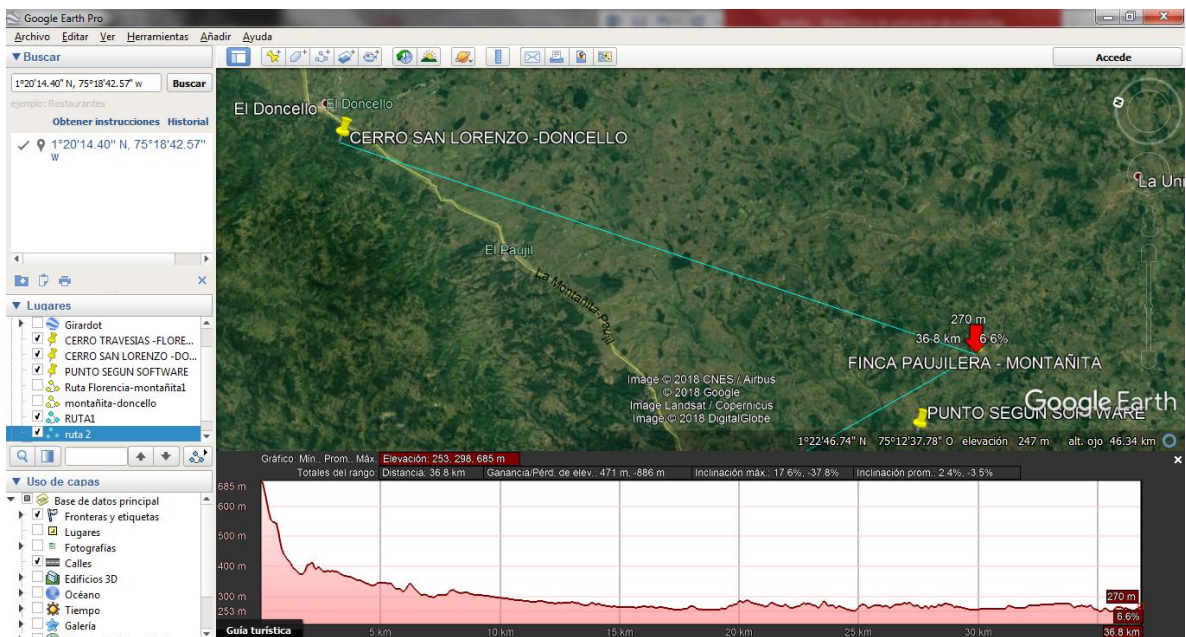 Google Earth Pro
Archivo Editar Ver Herramientas Añadir Ayuda
▼ Buscar
1°20'14.40" N, 75°18'42.57" w Buscar
ejemplo: Restaurantes
Obtener instrucciones Historial
1°20'14.40" N, 75°18'42.57" w
▼ Lugares
Girardot
CERRO TRAVESIAS -FLORE...
CERRO SAN LORENZO -DO...
PUNTO SEGUN SOFTWARE
Ruta Florencia-montañita1
montañita-doncello
RUTA1
ruta 2
▼ Uso de capas
Base de datos principal
Fronteras y etiquetas
Lugares
Fotografías
Calles
Edificios 3D
Océano
Tiempo
Galería
Accede
El Doncello El Doncello
CERRO SAN LORENZO -DONCELLO
N
La Uni
El Paujil
La Montañita-Paujil
270 m
36.8 km 6.6%
FINCA PAUJILERA - MONTAÑITA
Image © 2018 CNES / Airbus
© 2018 Google
Image Landsat / Copernicus
Image © 2018 DigitalGlobe
Google Earth
PUNTO SEGUN SOFTWARE
1°22'46.74" N 75°12'37.78" O elevación 247 m alt. ojo 46.34 km
Gráfico: Mín., Prom., Máx. Elevación: 253, 298, 685 m
Totales del rango: Distancia: 36.8 km Ganancia/Pérd. de elev.: 471 m, -886 m Inclinación máx.: 17.6%, -37.8% Inclinación prom.: 2.4%, -3.5%
685 m
600 m
500 m
400 m
300 m
253 m
270 m
6.6%
Guía turística 5 km 10 km 15 km 20 km 25 km 30 km 36.8 km